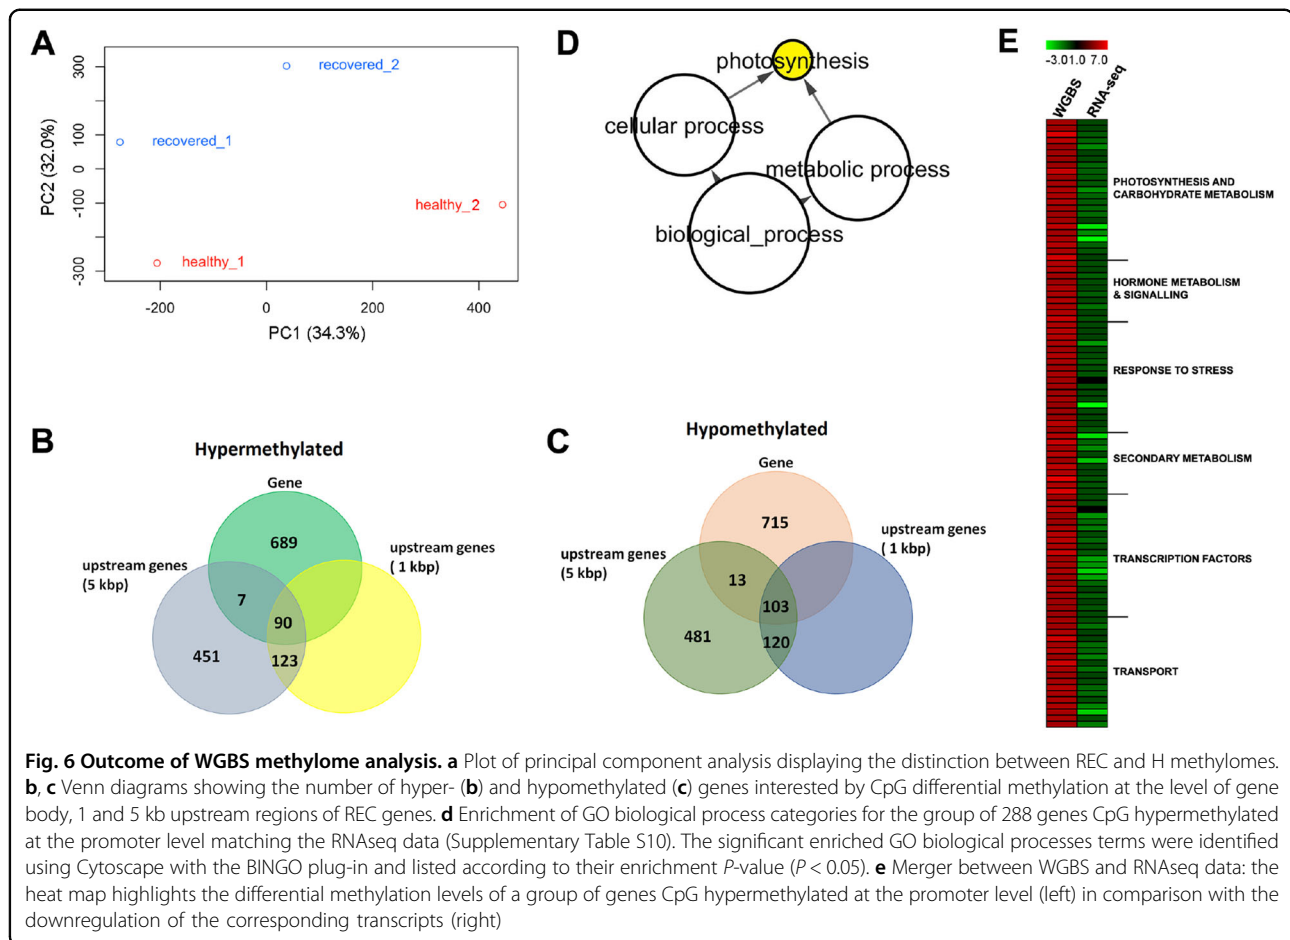 A
300
100
0
-100
-300
PC2 (32.0%)
recovered_2
recovered_1
healthy_2
healthy_1
-200
0
200
400
PC1 (34.3%)
D
photosynthesis
cellular process
metabolic process
biological_process
E
-3.0 1.0 7.0
WGBS
RNA-seq
PHOTOSYNTHESIS AND
CARBOHYDRATE METABOLISM
HORMONE METABOLISM
& SIGNALLING
RESPONSE TO STRESS
SECONDARY METABOLISM
TRANSCRIPTION FACTORS
TRANSPORT
B
Hypermethylated
Gene
689
upstream genes
(5 kbp)
upstream genes
( 1 kbp)
7
90
451
123
C
Hypomethylated
Gene
715
upstream genes
(5 kbp)
upstream genes
( 1 kbp)
13
103
481
120
Fig. 6 Outcome of WGBS methylome analysis. a Plot of principal component analysis displaying the distinction between REC and H methylomes.
b, c Venn diagrams showing the number of hyper- (b) and hypomethylated (c) genes interested by CpG differential methylation at the level of gene
body, 1 and 5 kb upstream regions of REC genes. d Enrichment of GO biological process categories for the group of 288 genes CpG hypermethylated
at the promoter level matching the RNAseq data (Supplementary Table S10). The significant enriched GO biological processes terms were identified
using Cytoscape with the BINGO plug-in and listed according to their enrichment P-value (P < 0.05). e Merger between WGBS and RNAseq data: the
heat map highlights the differential methylation levels of a group of genes CpG hypermethylated at the promoter level (left) in comparison with the
downregulation of the corresponding transcripts (right)